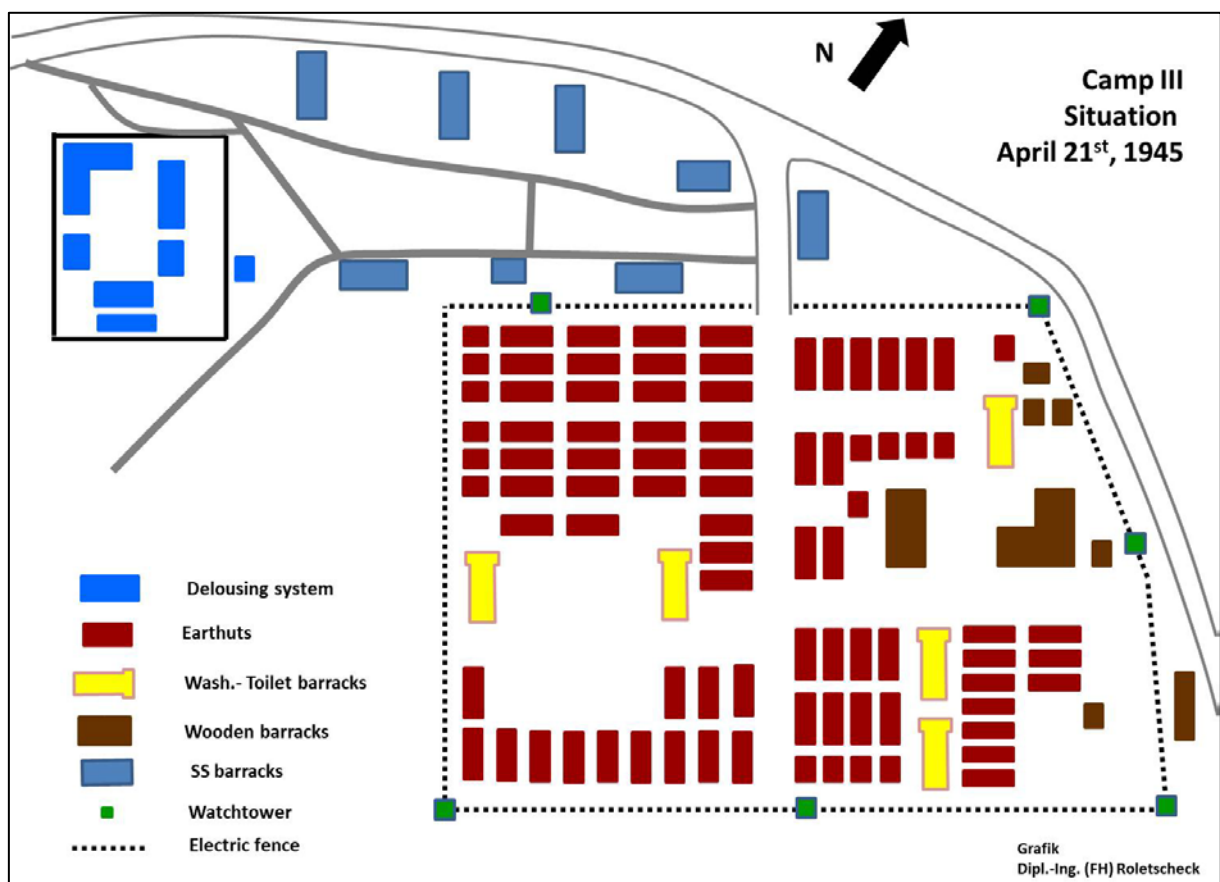 N
Camp III
Situation
April 21st, 1945
Delousing system
Earthuts
Wash.- Toilet barracks
Wooden barracks
SS barracks
Watchtower
Electric fence
Grafik
Dipl.-Ing. (FH) Roletscheck